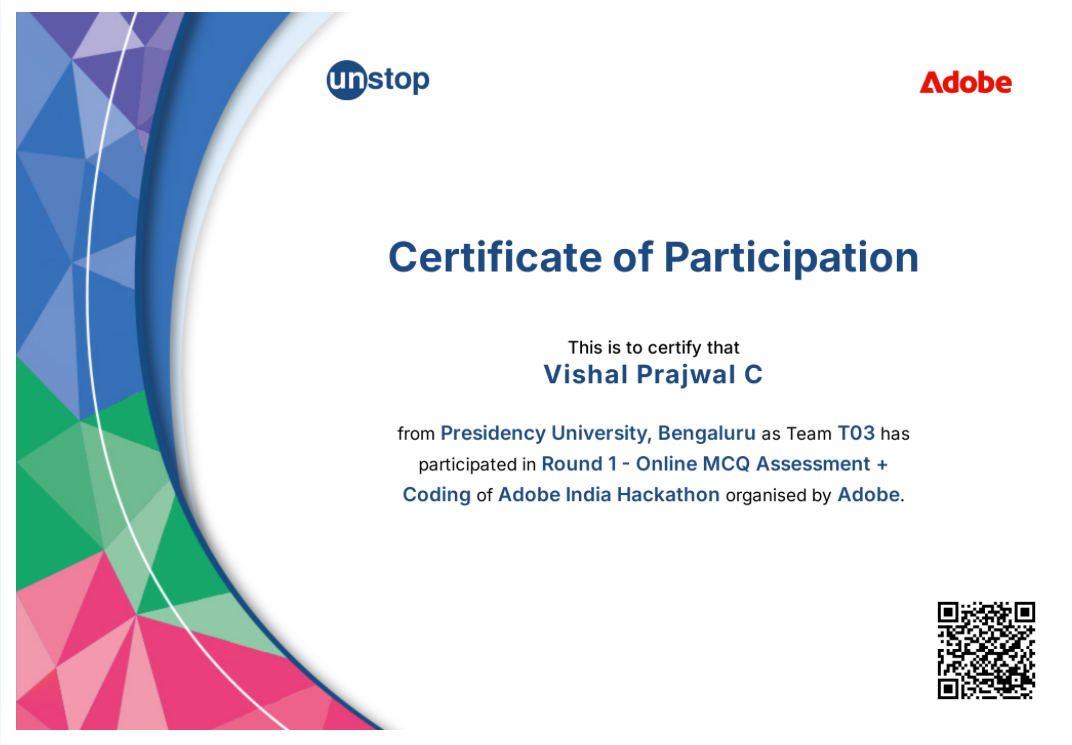 unstop
Adobe
Certificate of Participation
This is to certify that
Vishal Prajwal C
from Presidency University, Bengaluru as Team T03 has
participated in Round 1 - Online MCQ Assessment +
Coding of Adobe India Hackathon organised by Adobe.